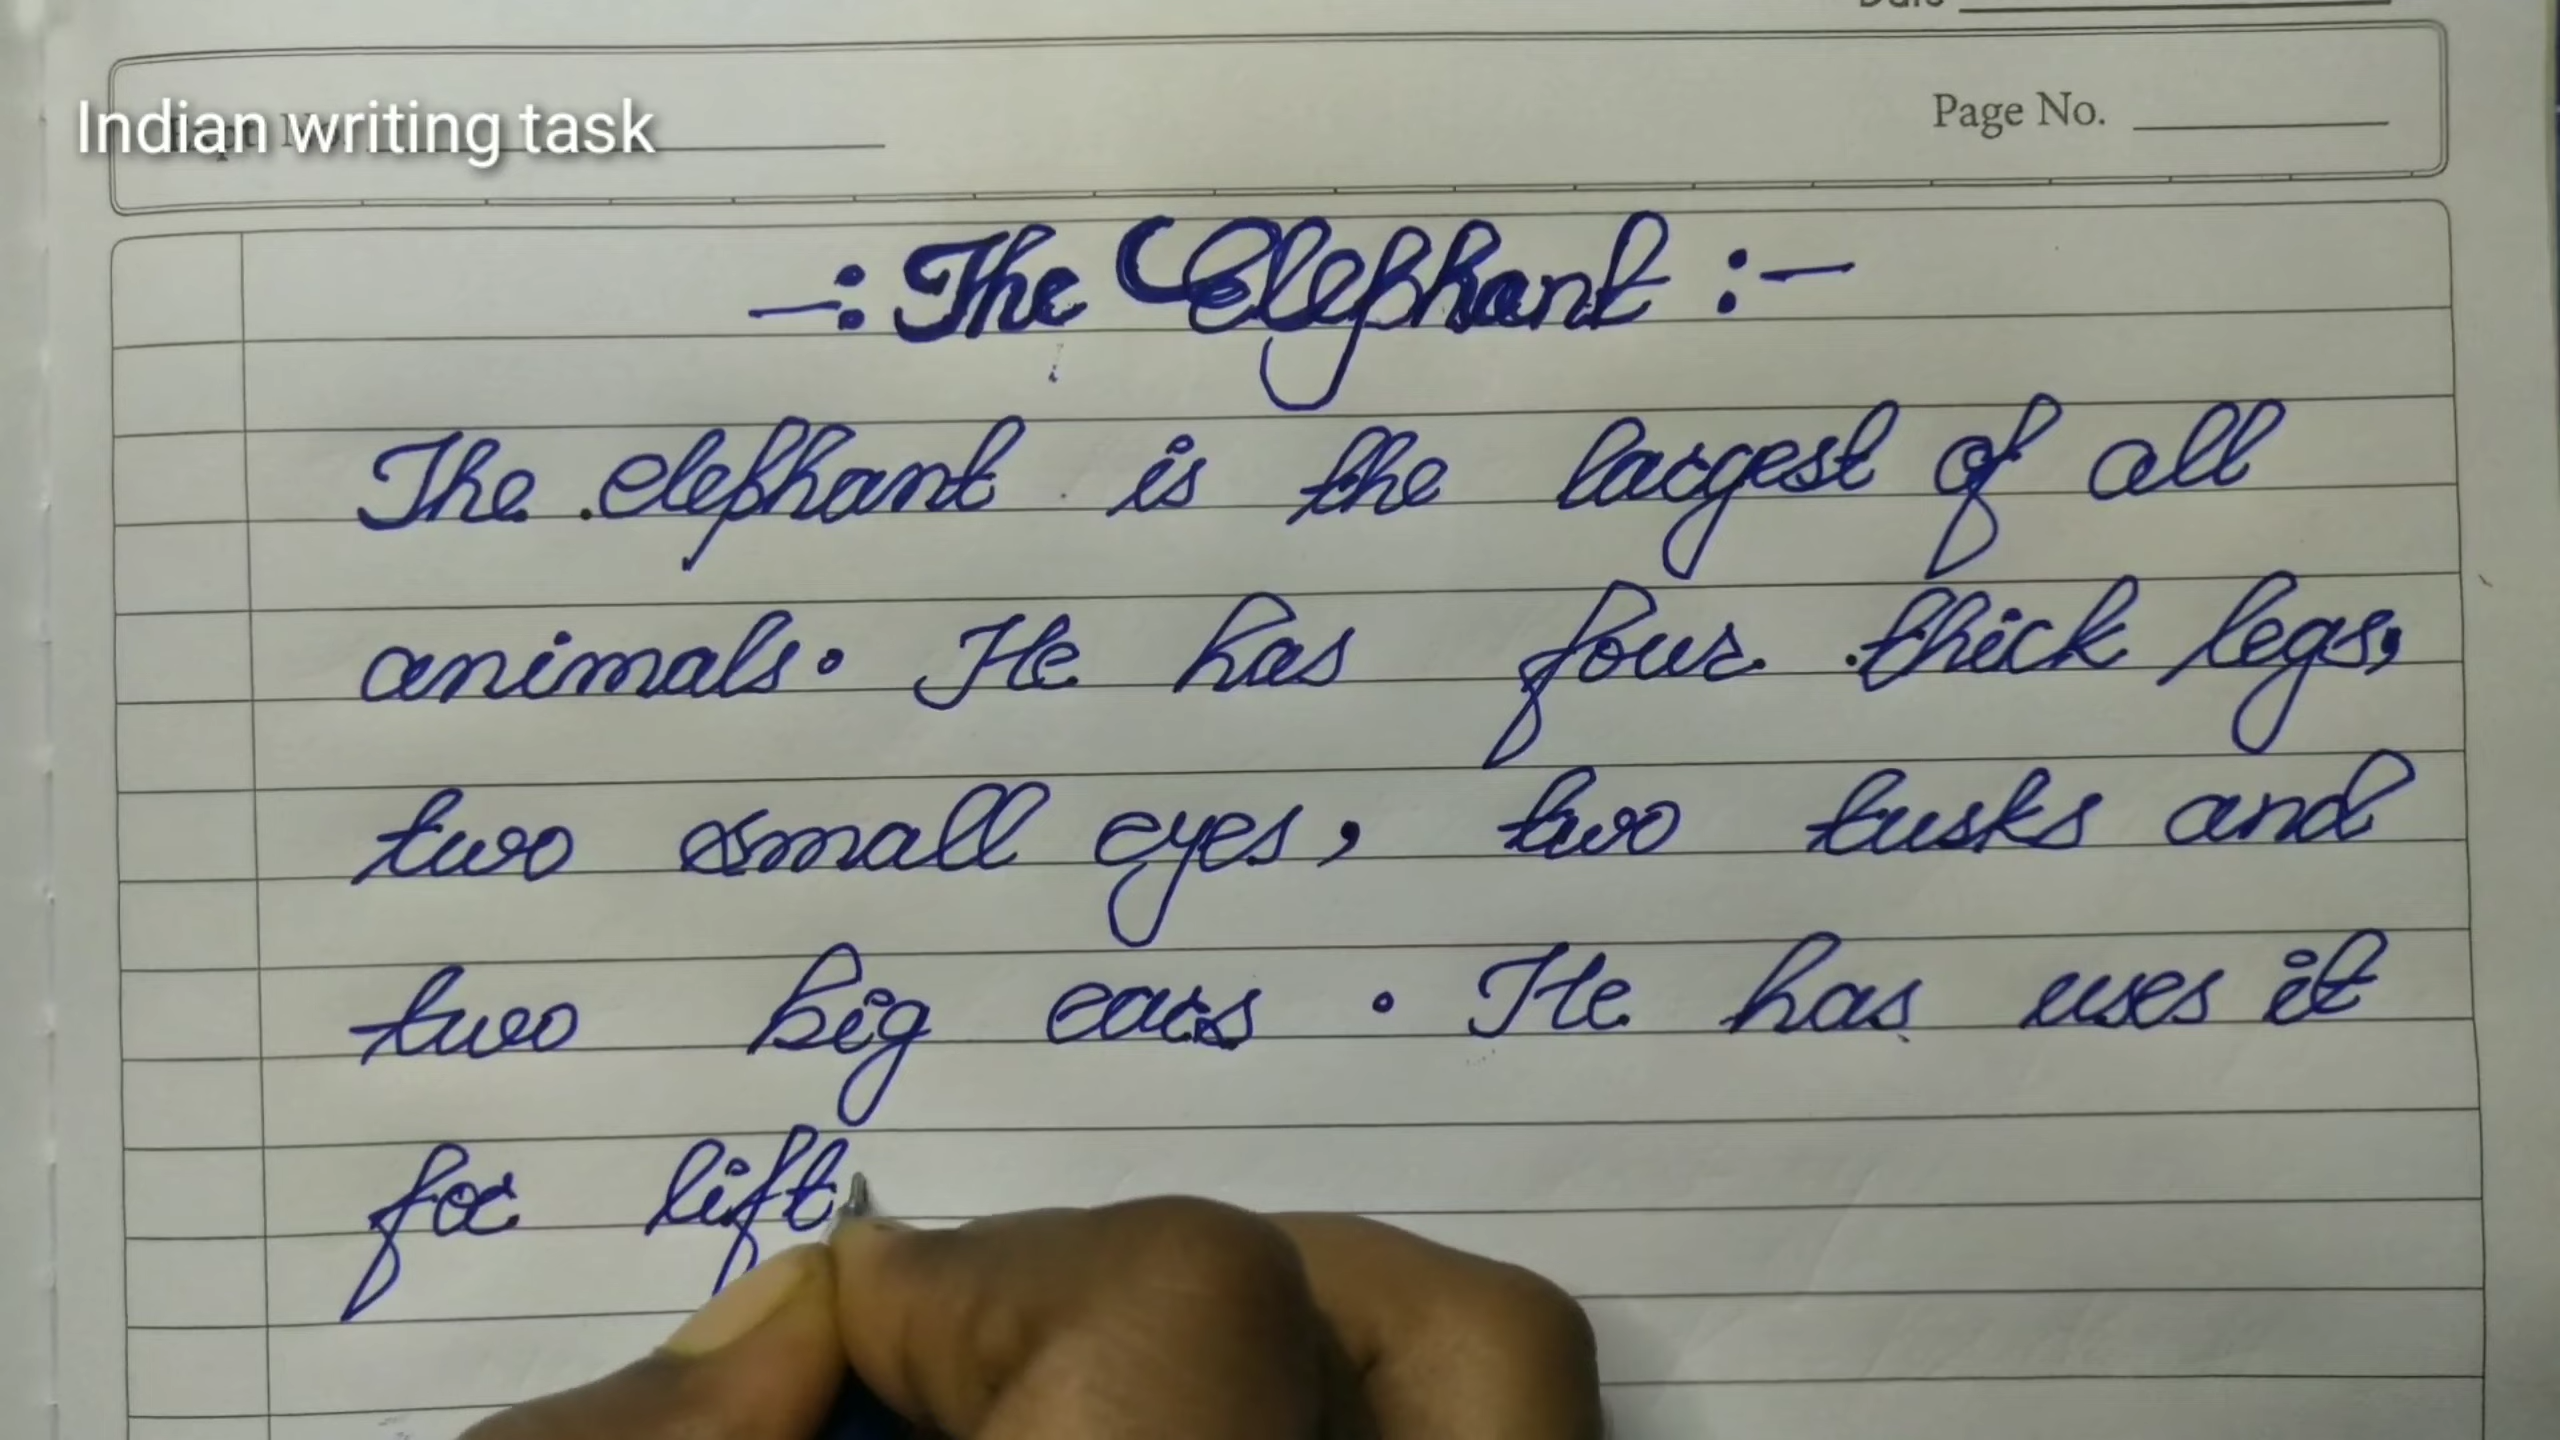 Date
Indian writing task
Page No.
-: The Elephant :-
The elephant is the largest of all
animals. He has four thick legs,
two small eyes, two tusks and
two big ears. He has uses it
for lift